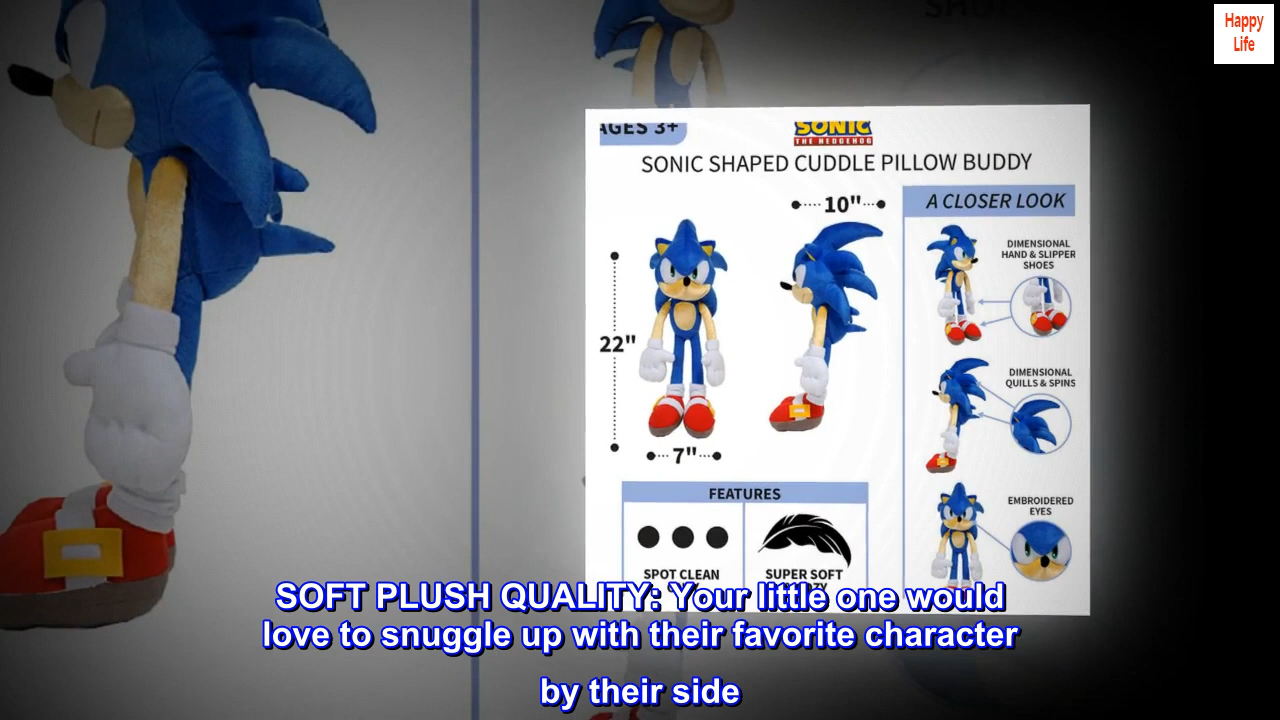 Happy
Life
AGES 3+
SONIC
THE HEDGEHOG
SONIC SHAPED CUDDLE PILLOW BUDDY
10"
22"
7"
A CLOSER LOOK
DIMENSIONAL
HAND & SLIPPER
SHOES
DIMENSIONAL
QUILLS & SPINS
EMBROIDERED
EYES
FEATURES
SPOT CLEAN
SUPER SOFT
SOFT PLUSH QUALITY: Your little one would
love to snuggle up with their favorite character
by their side